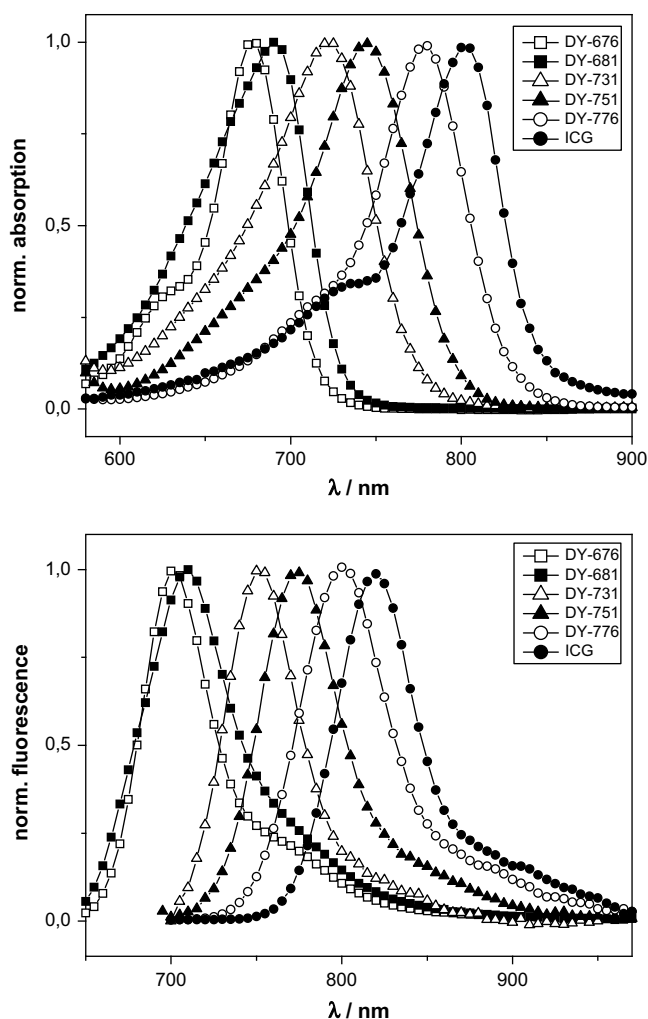 1,0
0,5
0,0
norm. absorption
DY-676
DY-681
DY-731
DY-751
DY-776
ICG
600 700 800 900
λ / nm
1,0
0,5
0,0
norm. fluorescence
DY-676
DY-681
DY-731
DY-751
DY-776
ICG
700 800 900
λ / nm